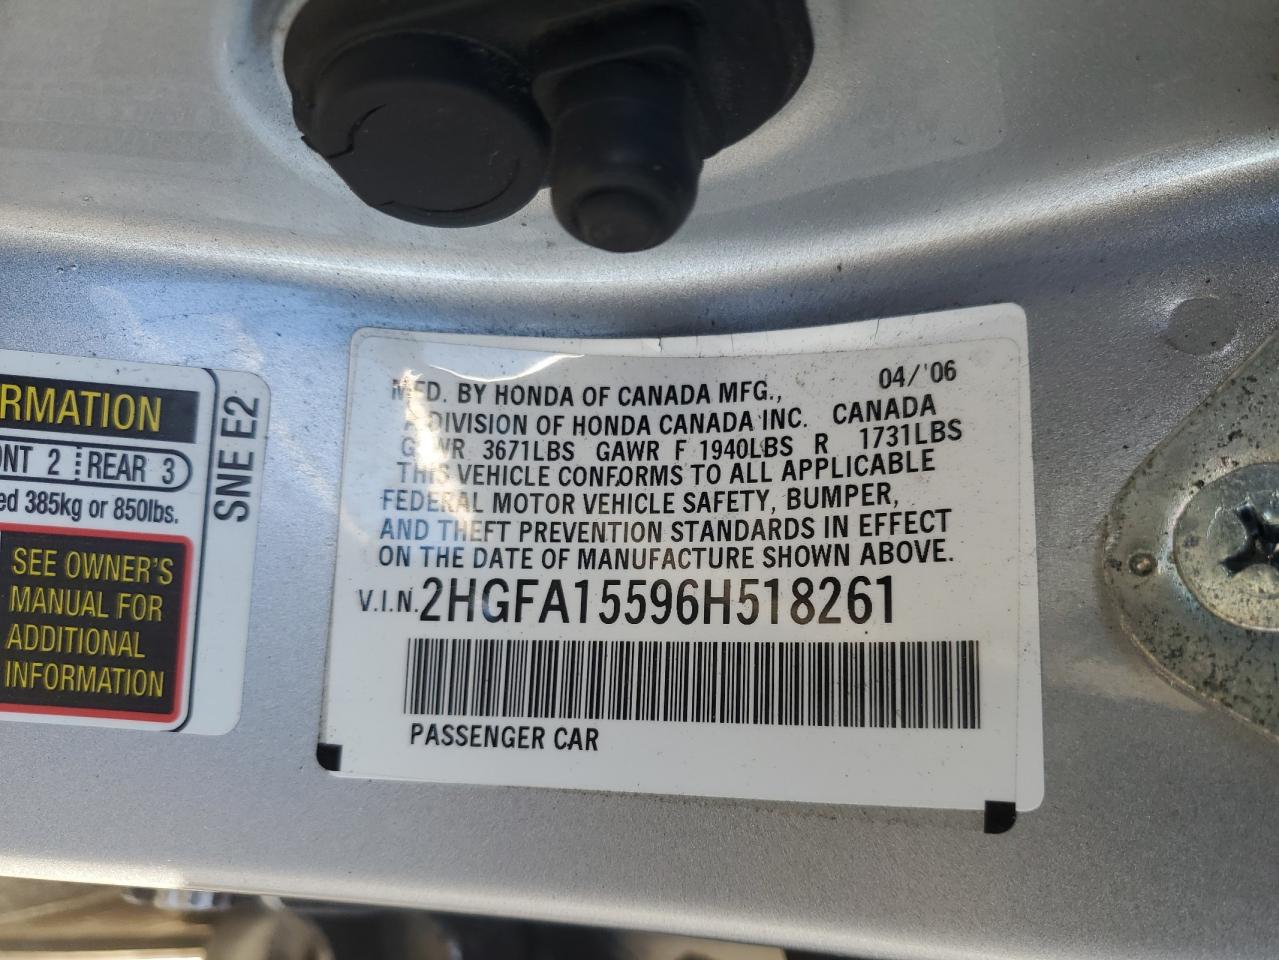 RMATION
ONT 2 REAR 3
ed 385kg or 850lbs.
SEE OWNER'S
MANUAL FOR
ADDITIONAL
INFORMATION
SNE E2
MFD. BY HONDA OF CANADA MFG., 04/'06
A DIVISION OF HONDA CANADA INC. CANADA
GVWR 3671LBS GAWR F 1940LBS R 1731LBS
THIS VEHICLE CONFORMS TO ALL APPLICABLE
FEDERAL MOTOR VEHICLE SAFETY, BUMPER,
AND THEFT PREVENTION STANDARDS IN EFFECT
ON THE DATE OF MANUFACTURE SHOWN ABOVE.
V.I.N. 2HGFA15596H518261
PASSENGER CAR